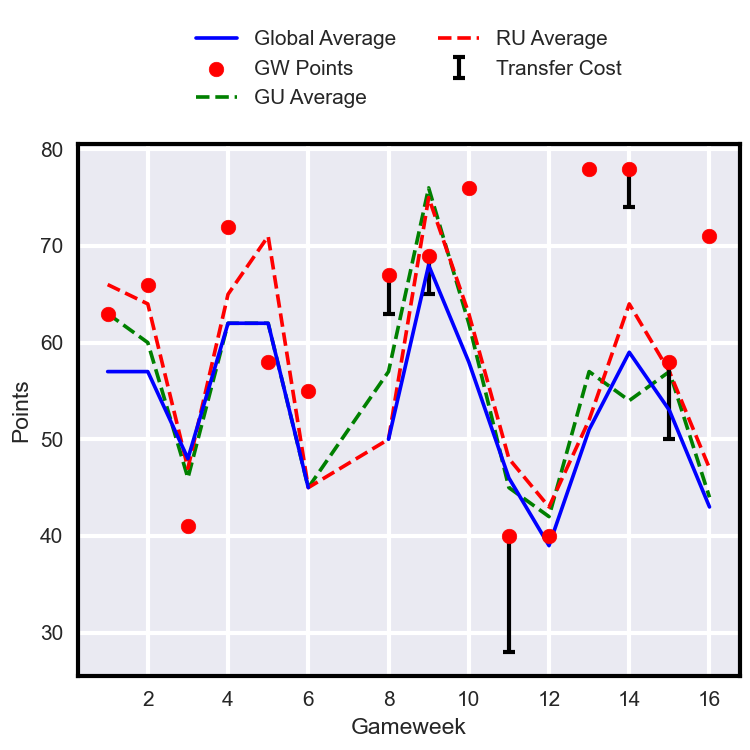 Global Average
GW Points
GU Average
RU Average
Transfer Cost
80
70
60
50
40
30
Points
2 4 6 8 10 12 14 16
Gameweek